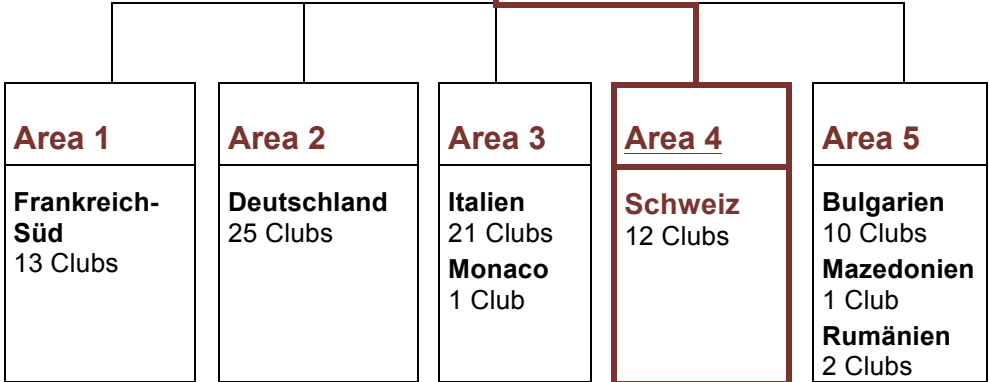 Area 1
Frankreich-
Süd
13 Clubs
Area 2
Deutschland
25 Clubs
Area 3
Italien
21 Clubs
Monaco
1 Club
Area 4
Schweiz
12 Clubs
Area 5
Bulgarien
10 Clubs
Mazedonien
1 Club
Rumänien
2 Clubs